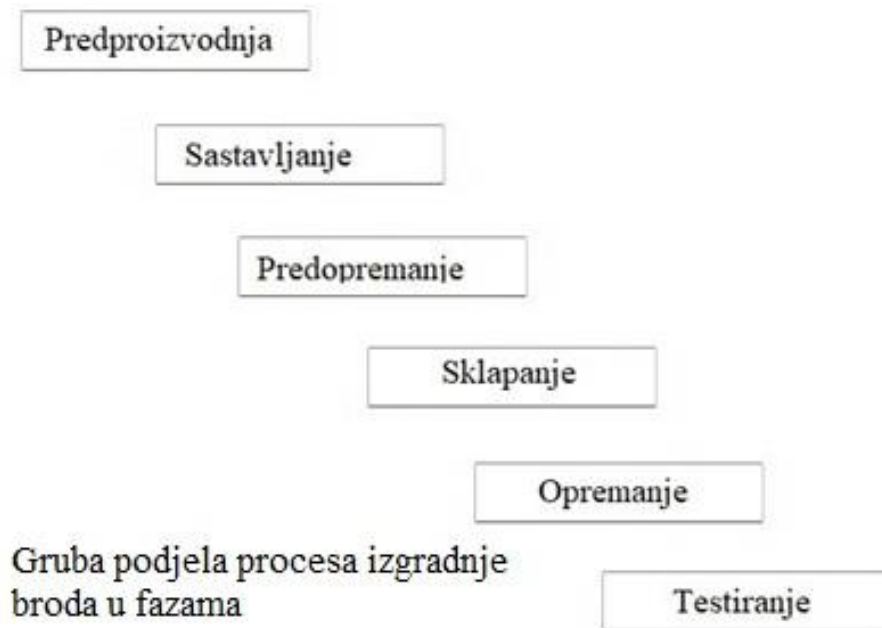 Predproizvodnja
Sastavljanje
Predopremanje
Sklapanje
Opremanje
Gruba podjela procesa izgradnje
broda u fazama
Testiranje